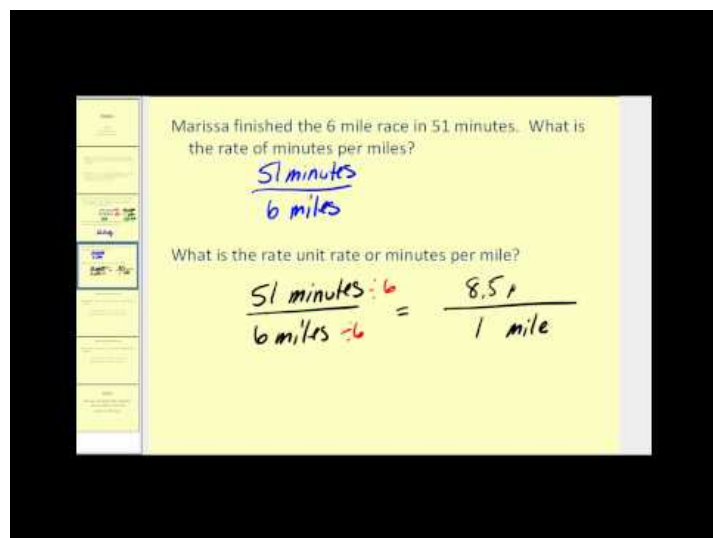 Marissa finished the 6 mile race in 51 minutes. What is
the rate of minutes per miles?
51 minutes
6 miles
What is the rate unit rate or minutes per mile?
51 minutes ÷ 6 = 8.5
6 miles ÷ 6 1 mile